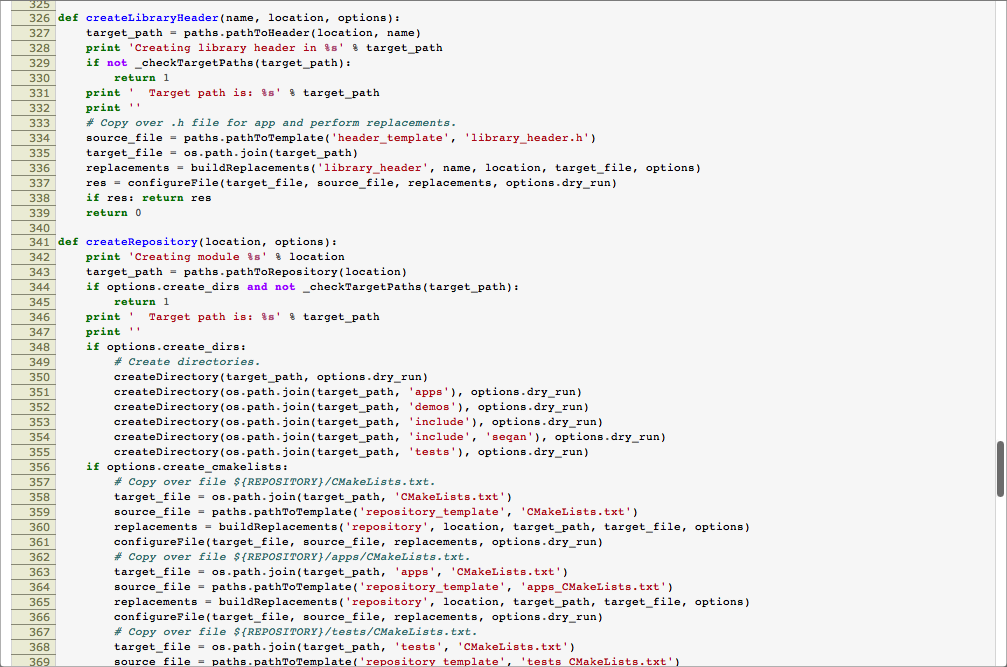 325
326 def createLibraryHeader(name, location, options):
327     target_path = paths.pathToHeader(location, name)
328     print 'Creating library header in %s' % target_path
329     if not _checkTargetPaths(target_path):
330         return 1
331     print '  Target path is: %s' % target_path
332     print ''
333     # Copy over .h file for app and perform replacements.
334     source_file = paths.pathToTemplate('header_template', 'library_header.h')
335     target_file = os.path.join(target_path)
336     replacements = buildReplacements('library_header', name, location, target_file, options)
337     res = configureFile(target_file, source_file, replacements, options.dry_run)
338     if res: return res
339     return 0
340
341 def createRepository(location, options):
342     print 'Creating module %s' % location
343     target_path = paths.pathToRepository(location)
344     if options.create_dirs and not _checkTargetPaths(target_path):
345         return 1
346     print '  Target path is: %s' % target_path
347     print ''
348     if options.create_dirs:
349         # Create directories.
350         createDirectory(target_path, options.dry_run)
351         createDirectory(os.path.join(target_path, 'apps'), options.dry_run)
352         createDirectory(os.path.join(target_path, 'demos'), options.dry_run)
353         createDirectory(os.path.join(target_path, 'include'), options.dry_run)
354         createDirectory(os.path.join(target_path, 'include', 'seqan'), options.dry_run)
355         createDirectory(os.path.join(target_path, 'tests'), options.dry_run)
356     if options.create_cmakelists:
357         # Copy over file ${REPOSITORY}/CMakeLists.txt.
358         target_file = os.path.join(target_path, 'CMakeLists.txt')
359         source_file = paths.pathToTemplate('repository_template', 'CMakeLists.txt')
360         replacements = buildReplacements('repository', location, target_path, target_file, options)
361         configureFile(target_file, source_file, replacements, options.dry_run)
362         # Copy over file ${REPOSITORY}/apps/CMakeLists.txt.
363         target_file = os.path.join(target_path, 'apps', 'CMakeLists.txt')
364         source_file = paths.pathToTemplate('repository_template', 'apps_CMakeLists.txt')
365         replacements = buildReplacements('repository', location, target_path, target_file, options)
366         configureFile(target_file, source_file, replacements, options.dry_run)
367         # Copy over file ${REPOSITORY}/tests/CMakeLists.txt.
368         target_file = os.path.join(target_path, 'tests', 'CMakeLists.txt')
369         source_file = paths.pathToTemplate('repository_template', 'tests_CMakeLists.txt')